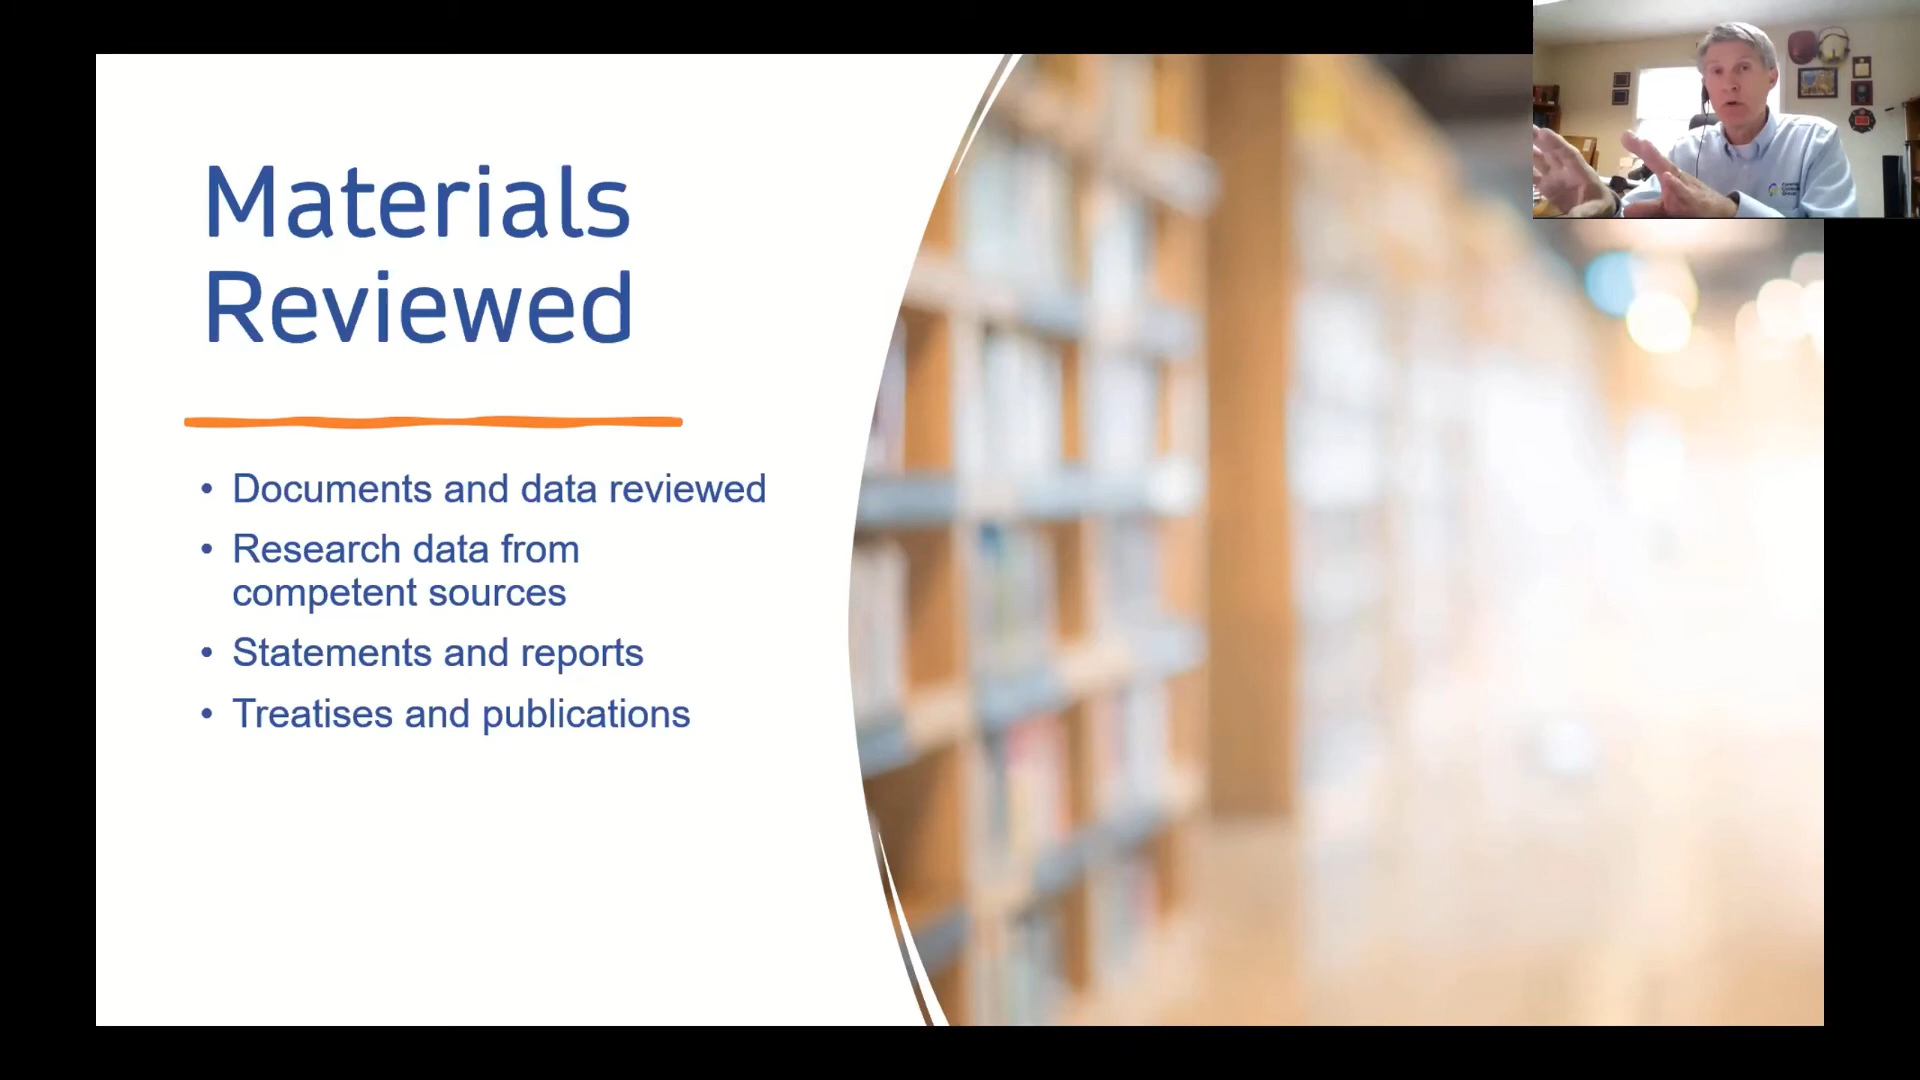 Materials
Reviewed
• Documents and data reviewed
• Research data from
competent sources
• Statements and reports
• Treatises and publications